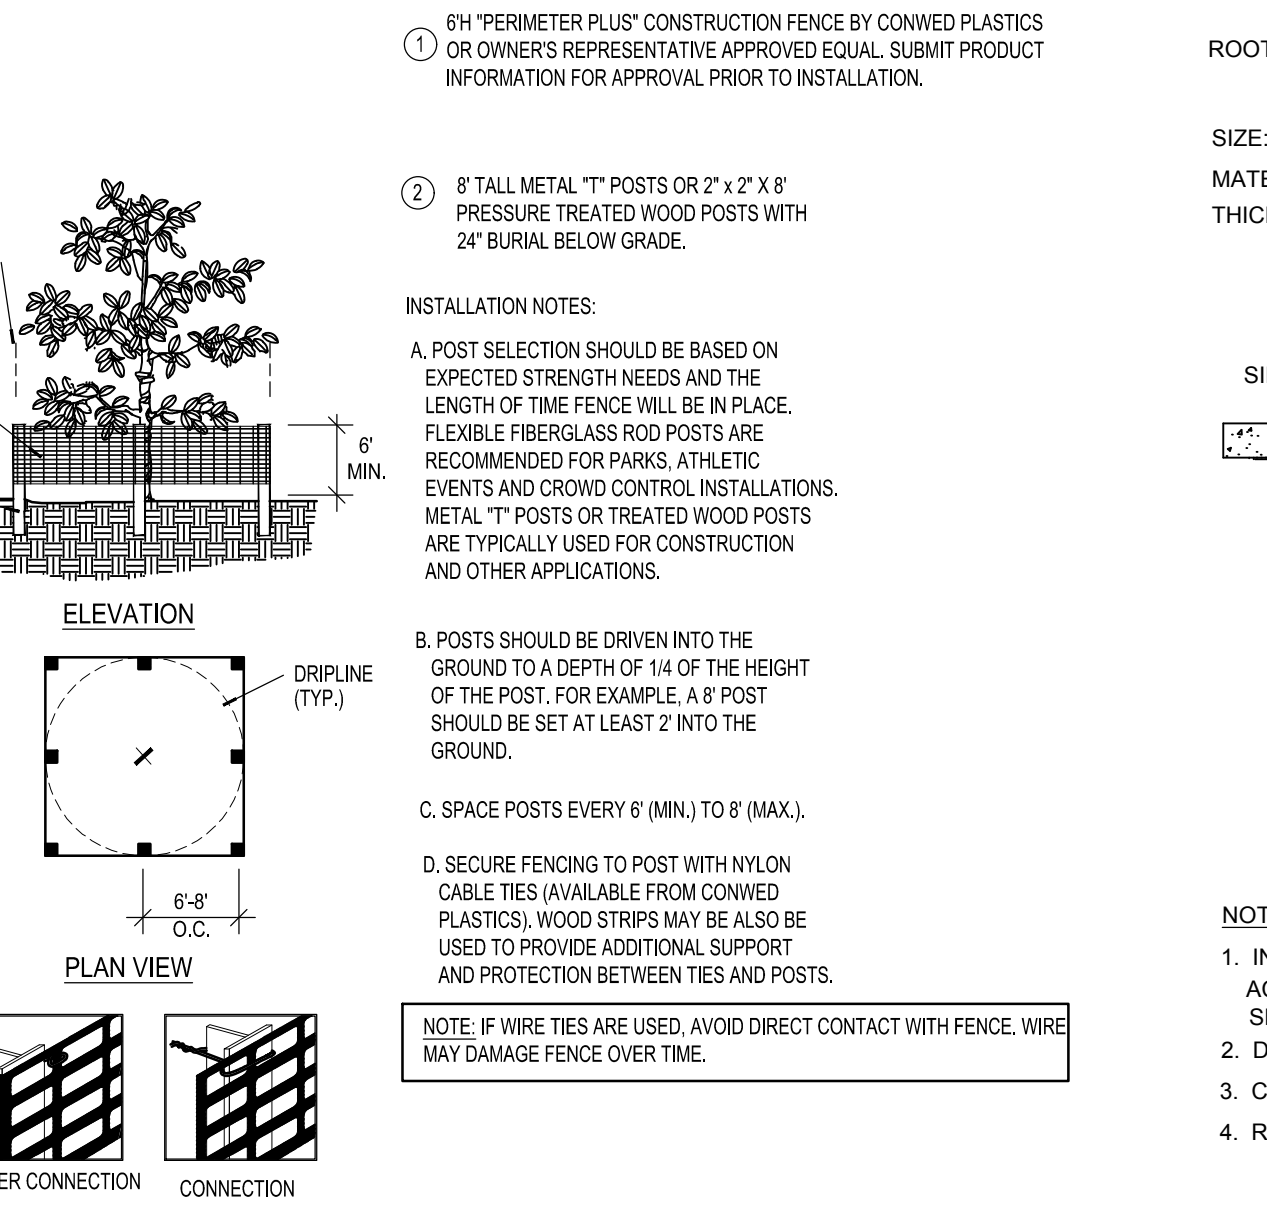 1 6'H "PERIMETER PLUS" CONSTRUCTION FENCE BY CONWED PLASTICS
OR OWNER'S REPRESENTATIVE APPROVED EQUAL. SUBMIT PRODUCT
INFORMATION FOR APPROVAL PRIOR TO INSTALLATION.
2 8' TALL METAL "T" POSTS OR 2" x 2" X 8'
PRESSURE TREATED WOOD POSTS WITH
24" BURIAL BELOW GRADE.
INSTALLATION NOTES:
A. POST SELECTION SHOULD BE BASED ON
EXPECTED STRENGTH NEEDS AND THE
LENGTH OF TIME FENCE WILL BE IN PLACE.
FLEXIBLE FIBERGLASS ROD POSTS ARE
RECOMMENDED FOR PARKS, ATHLETIC
EVENTS AND CROWD CONTROL INSTALLATIONS.
METAL "T" POSTS OR TREATED WOOD POSTS
ARE TYPICALLY USED FOR CONSTRUCTION
AND OTHER APPLICATIONS.
B. POSTS SHOULD BE DRIVEN INTO THE
GROUND TO A DEPTH OF 1/4 OF THE HEIGHT
OF THE POST. FOR EXAMPLE, A 8' POST
SHOULD BE SET AT LEAST 2' INTO THE
GROUND.
C. SPACE POSTS EVERY 6' (MIN.) TO 8' (MAX.).
D. SECURE FENCING TO POST WITH NYLON
CABLE TIES (AVAILABLE FROM CONWED
PLASTICS). WOOD STRIPS MAY BE ALSO BE
USED TO PROVIDE ADDITIONAL SUPPORT
AND PROTECTION BETWEEN TIES AND POSTS.
NOTE: IF WIRE TIES ARE USED, AVOID DIRECT CONTACT WITH FENCE. WIRE
MAY DAMAGE FENCE OVER TIME.
6'
MIN.
ELEVATION
DRIPLINE
(TYP.)
6'-8'
O.C.
PLAN VIEW
ER CONNECTION
CONNECTION
ROOT
SIZE:
MATE
THIC
SI
NOT
1. IN
AC
2. D
3. C
4. R